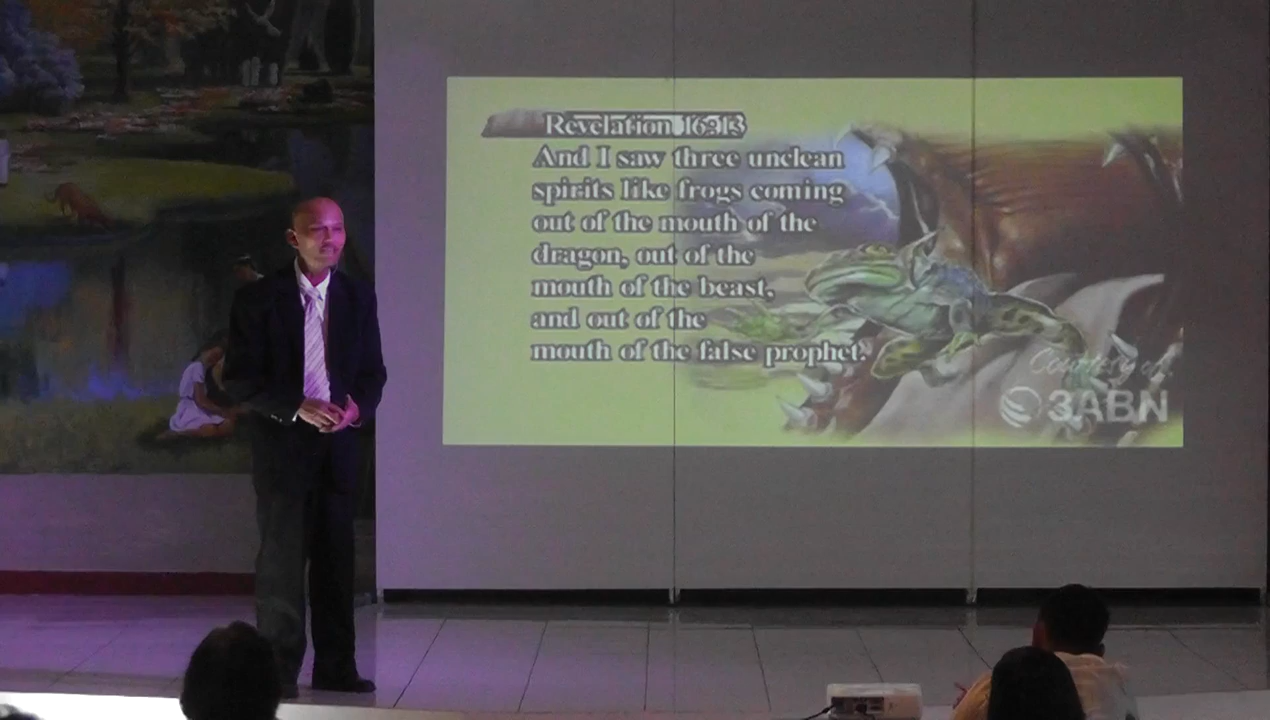 Revelation 16:13
And I saw three unclean
spirits like frogs coming
out of the mouth of the
dragon, out of the
mouth of the beast,
and out of the
mouth of the false prophet.
Courtesy of
3ABN